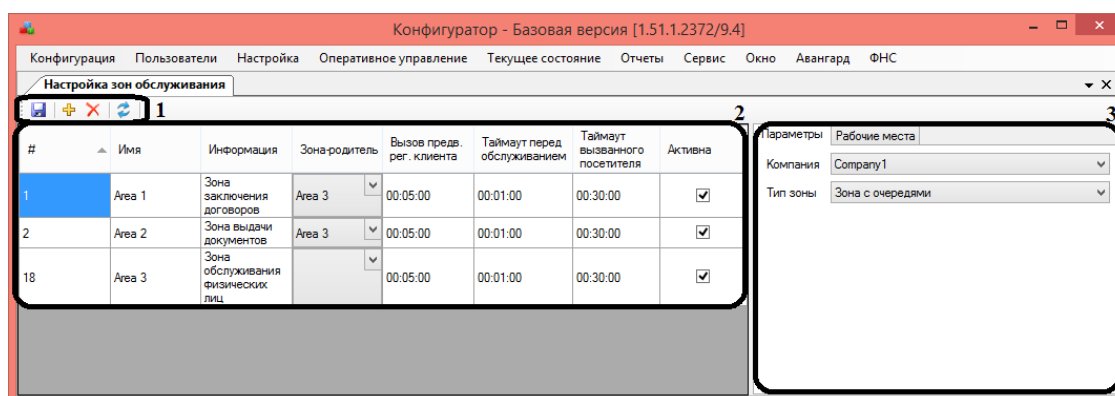 Конфигуратор - Базовая версия [1.51.1.2372/9.4]
Конфигурация Пользователи Настройка Оперативное управление Текущее состояние Отчеты Сервис Окно Авангард ФНС
Настройка зон обслуживания
1
2
3
# Имя Информация Зона-родитель Вызов предв. рег. клиента Таймаут перед обслуживанием Таймаут вызванного посетителя Активна
1 Area 1 Зона заключения договоров Area 3 00:05:00 00:01:00 00:30:00
2 Area 2 Зона выдачи документов Area 3 00:05:00 00:01:00 00:30:00
18 Area 3 Зона обслуживания физических лиц 00:05:00 00:01:00 00:30:00
Параметры Рабочие места
Компания Company1
Тип зоны Зона с очередями